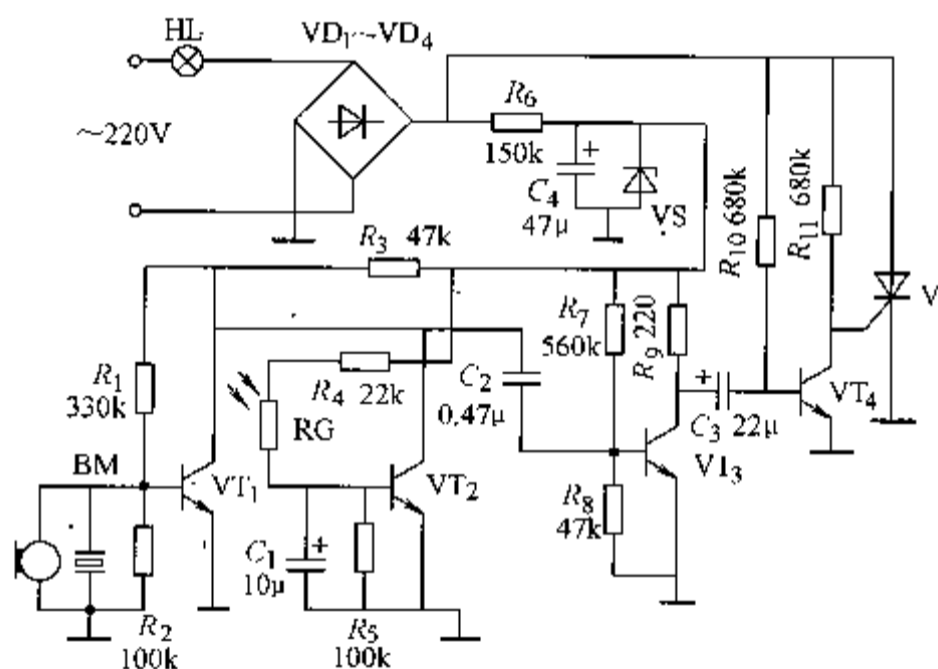 HL
VD₁~VD₄
~220V
R₆
150k
C₄
47μ
VS
R₁₀ 680k
R₁₁ 680k
V
R₃ 47k
R₁
330k
R₄ 22k
RG
C₂
0.47μ
R₇
560k
R₉ 220
C₃ 22μ
VT₄
BM
VT₁
VT₂
VT₃
R₈
47k
C₁
10μ
R₂
100k
R₅
100k